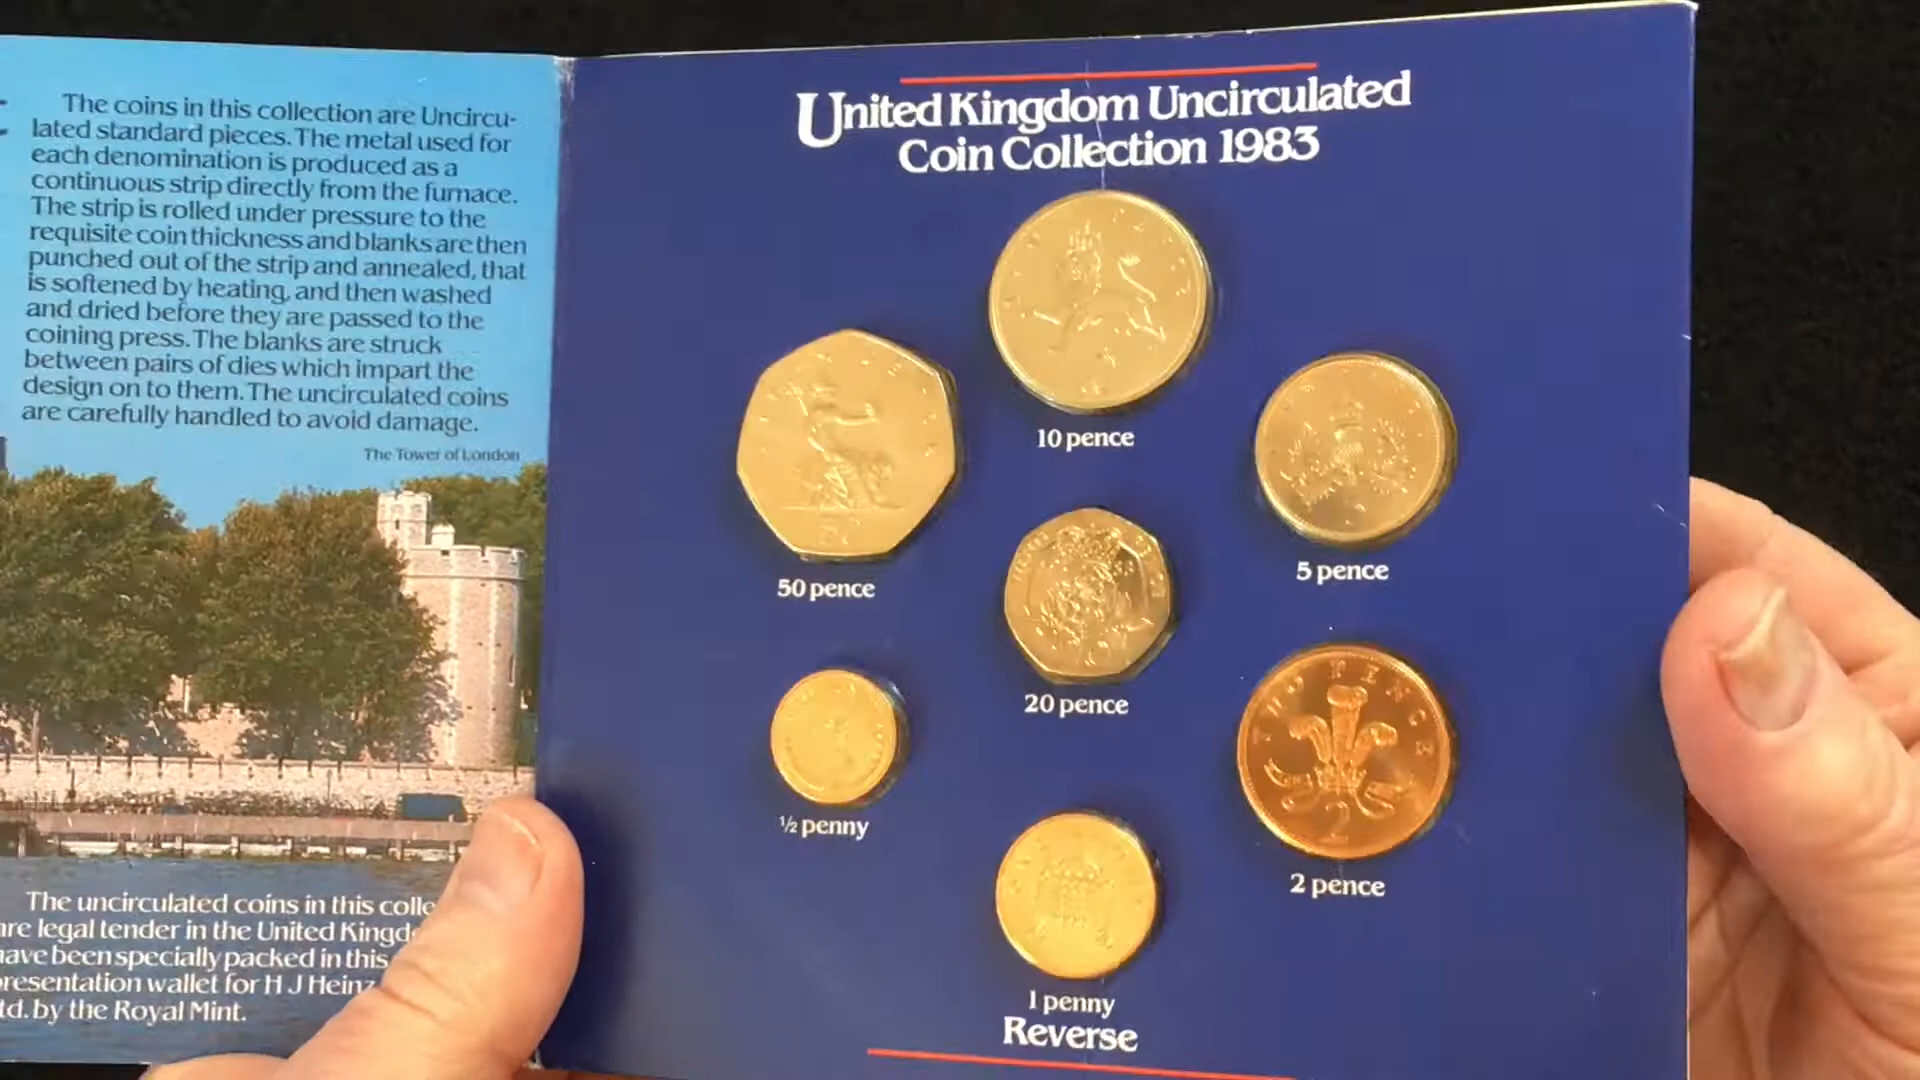 The coins in this collection are Uncircu-
lated standard pieces. The metal used for
each denomination is produced as a
continuous strip directly from the furnace.
The strip is rolled under pressure to the
requisite coin thickness and blanks are then
punched out of the strip and annealed, that
is softened by heating, and then washed
and dried before they are passed to the
coining press. The blanks are struck
between pairs of dies which impart the
design on to them. The uncirculated coins
are carefully handled to avoid damage.
The Tower of London
The uncirculated coins in this colle
are legal tender in the United Kingd
have been specially packed in this
presentation wallet for H J Heinz
td. by the Royal Mint.
United Kingdom Uncirculated
Coin Collection 1983
10 pence
50 pence
5 pence
20 pence
TWO PENCE
2
½ penny
2 pence
1 penny
Reverse